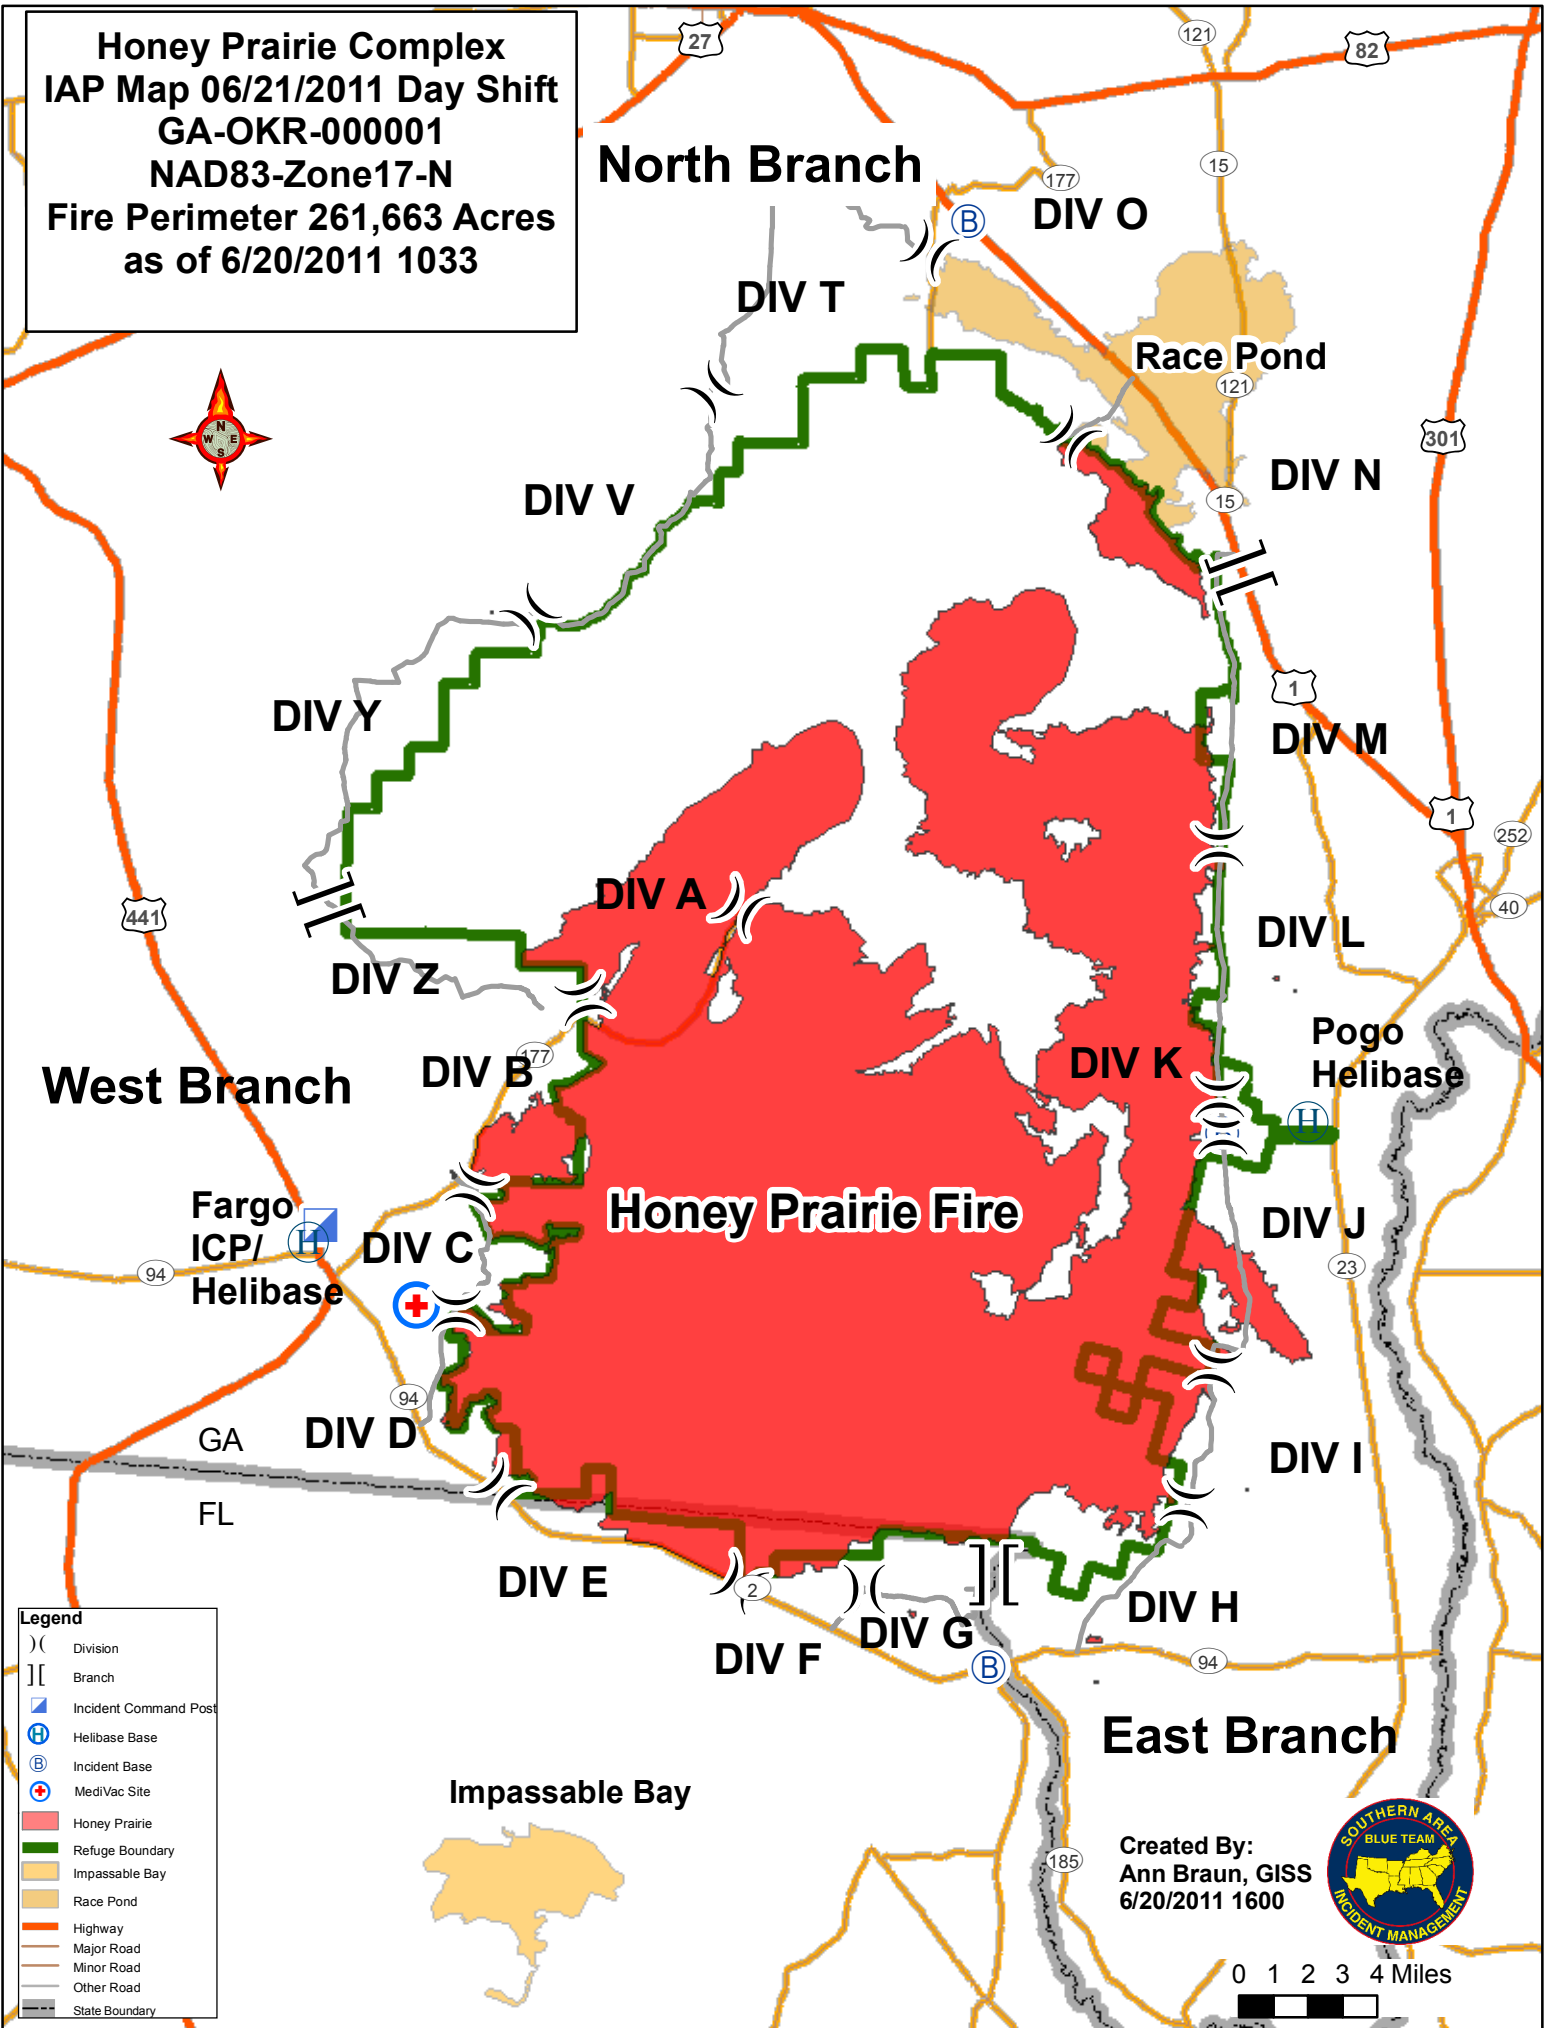 Honey Prairie Complex
IAP Map 06/21/2011 Day Shift
GA-OKR-000001
NAD83-Zone17-N
Fire Perimeter 261,663 Acres
as of 6/20/2011 1033
27
121
82
North Branch
15
177
DIV O
B
DIV T
Race Pond
121
N
W E
S
301
DIV N
DIV V
15
1
DIV Y
DIV M
1
252
DIV A
40
441
DIV L
DIV Z
Pogo
Helibase
177
DIV B
DIV K
West Branch
H
Fargo
ICP/
Helibase
H
Honey Prairie Fire
DIV C
DIV J
94
23
94
DIV D
GA
DIV I
FL
DIV E
2
DIV H
DIV G
DIV F
94
B
East Branch
Impassable Bay
185
Legend
)( Division
][ Branch
Incident Command Post
H Helibase Base
B Incident Base
MediVac Site
Honey Prairie
Refuge Boundary
Impassable Bay
Race Pond
Highway
Major Road
Minor Road
Other Road
State Boundary
Created By:
Ann Braun, GISS
6/20/2011 1600
SOUTHERN AREA
BLUE TEAM
INCIDENT MANAGEMENT
0 1 2 3 4 Miles